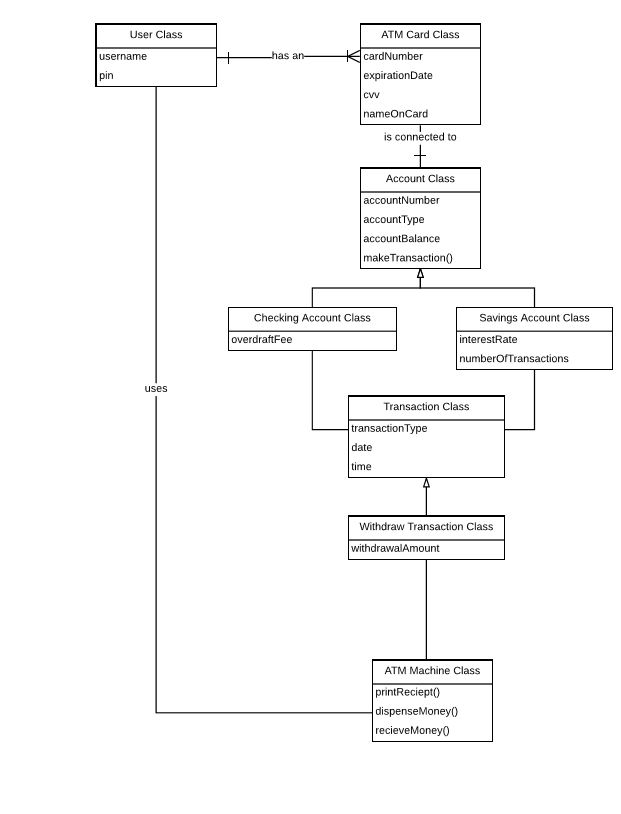 User Class
username
pin
has an
ATM Card Class
cardNumber
expirationDate
cvv
nameOnCard
is connected to
Account Class
accountNumber
accountType
accountBalance
makeTransaction()
Checking Account Class
overdraftFee
Savings Account Class
interestRate
numberOfTransactions
uses
Transaction Class
transactionType
date
time
Withdraw Transaction Class
withdrawalAmount
ATM Machine Class
printReciept()
dispenseMoney()
recieveMoney()